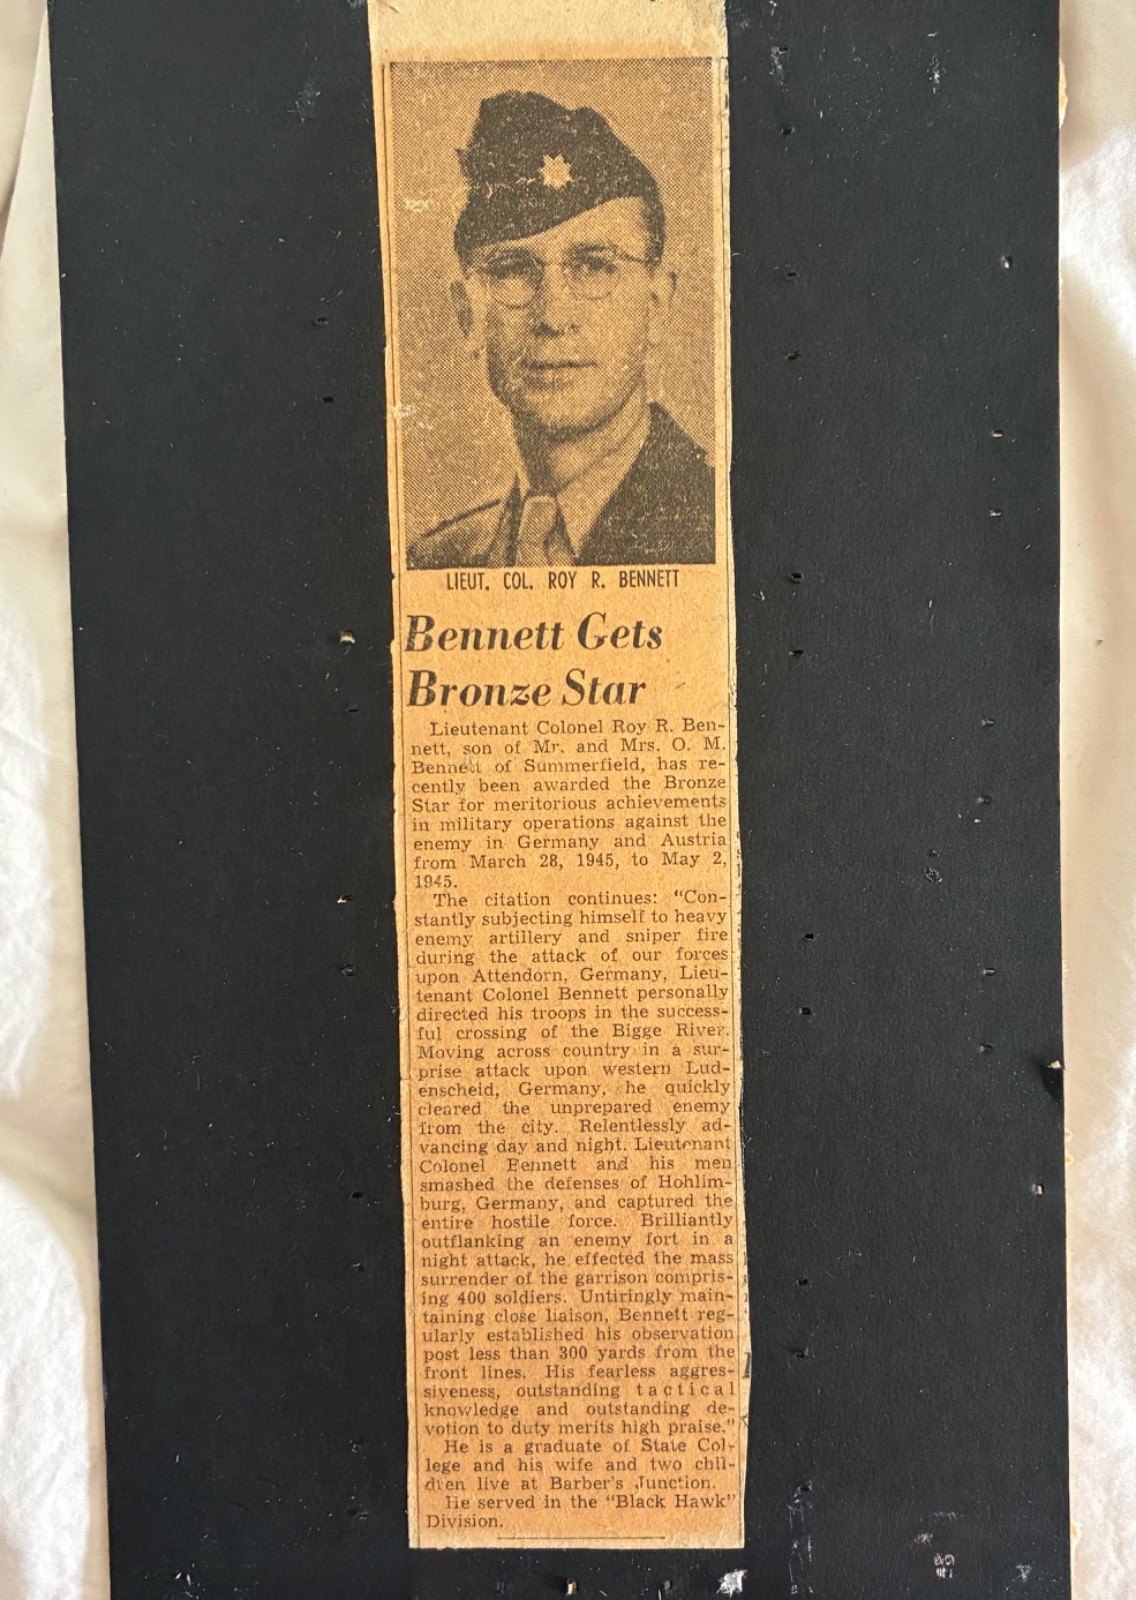 LIEUT. COL. ROY R. BENNETT
Bennett Gets
Bronze Star
Lieutenant Colonel Roy R. Ben-
nett, son of Mr. and Mrs. O. M.
Bennett of Summerfield, has re-
cently been awarded the Bronze
Star for meritorious achievements
in military operations against the
enemy in Germany and Austria
from March 28, 1945, to May 2,
1945.
The citation continues: "Con-
stantly subjecting himself to heavy
enemy artillery and sniper fire
during the attack of our forces
upon Attendorn, Germany, Lieu-
tenant Colonel Bennett personally
directed his troops in the success-
ful crossing of the Bigge River.
Moving across country in a sur-
prise attack upon western Lud-
enscheid, Germany, he quickly
cleared the unprepared enemy
from the city. Relentlessly ad-
vancing day and night. Lieutenant
Colonel Bennett and his men
smashed the defenses of Hohlim-
burg, Germany, and captured the
entire hostile force. Brilliantly
outflanking an enemy fort in a
night attack, he effected the mass
surrender of the garrison compris-
ing 400 soldiers. Untiringly main-
taining close liaison, Bennett reg-
ularly established his observation
post less than 300 yards from the
front lines. His fearless aggres-
siveness, outstanding tactical
knowledge and outstanding de-
votion to duty merits high praise."
He is a graduate of State Col-
lege and his wife and two chil-
dren live at Barber's Junction.
He served in the "Black Hawk"
Division.